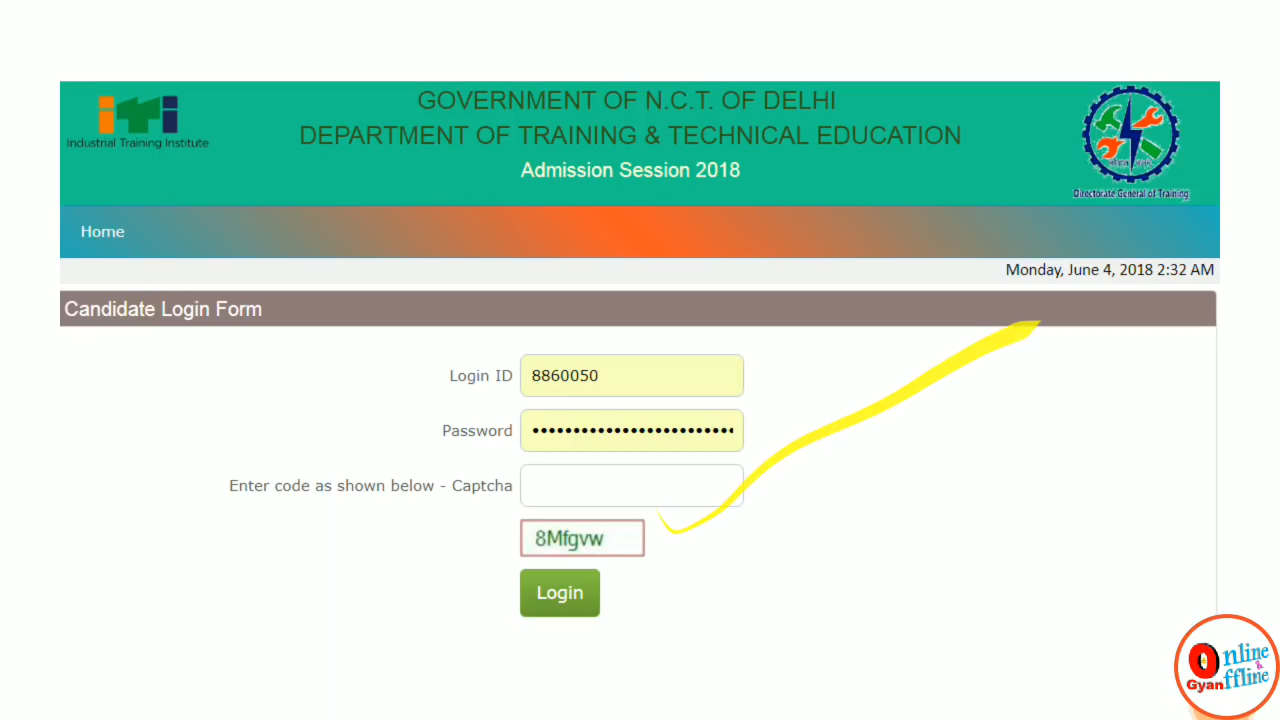 iTi
Industrial Training Institute
GOVERNMENT OF N.C.T. OF DELHI
DEPARTMENT OF TRAINING & TECHNICAL EDUCATION
Admission Session 2018
Directorate General of Training
Home
Monday, June 4, 2018 2:32 AM
Candidate Login Form
Login ID 8860050
Password •••••••••••••••••••••••••
Enter code as shown below - Captcha
8Mfgvw
Login
Online
&
Gyan ffline